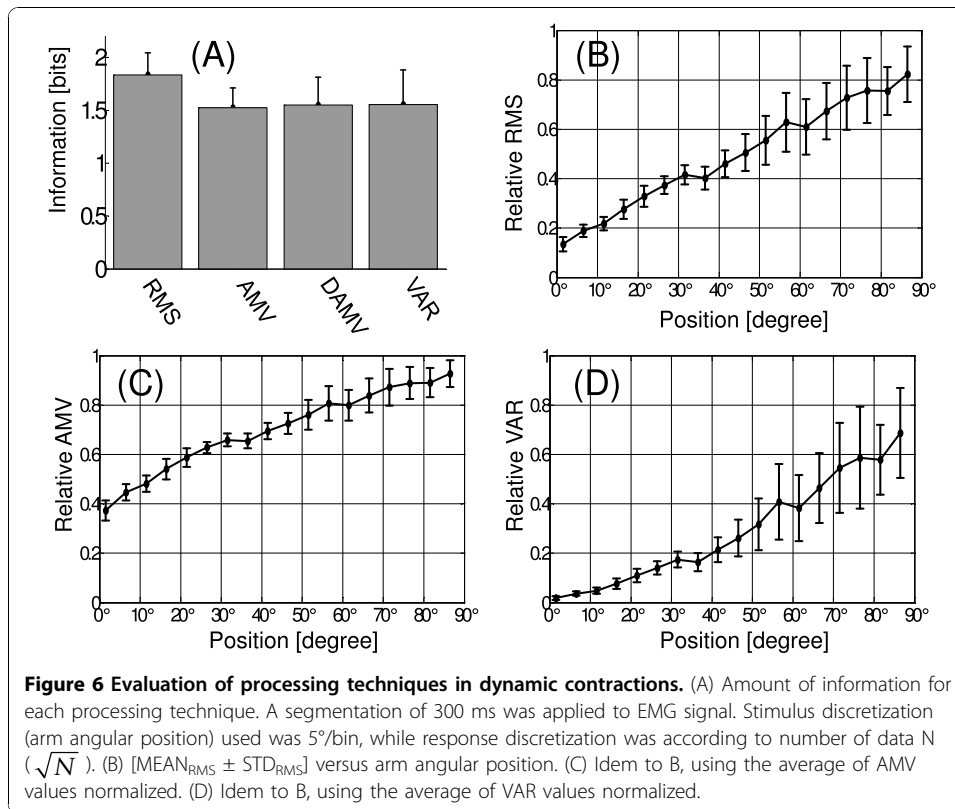 (A)
Information [bits]
2
1.5
1
0.5
0
RMS AMV DAMV VAR
(B)
Relative RMS
1
0.8
0.6
0.4
0.2
0
0° 10° 20° 30° 40° 50° 60° 70° 80° 90°
Position [degree]
(C)
Relative AMV
1
0.8
0.6
0.4
0.2
0
0° 10° 20° 30° 40° 50° 60° 70° 80° 90°
Position [degree]
(D)
Relative VAR
1
0.8
0.6
0.4
0.2
0
0° 10° 20° 30° 40° 50° 60° 70° 80° 90°
Position [degree]
Figure 6 Evaluation of processing techniques in dynamic contractions. (A) Amount of information for
each processing technique. A segmentation of 300 ms was applied to EMG signal. Stimulus discretization
(arm angular position) used was 5°/bin, while response discretization was according to number of data N
(√N). (B) [MEAN_RMS ± STD_RMS] versus arm angular position. (C) Idem to B, using the average of AMV
values normalized. (D) Idem to B, using the average of VAR values normalized.